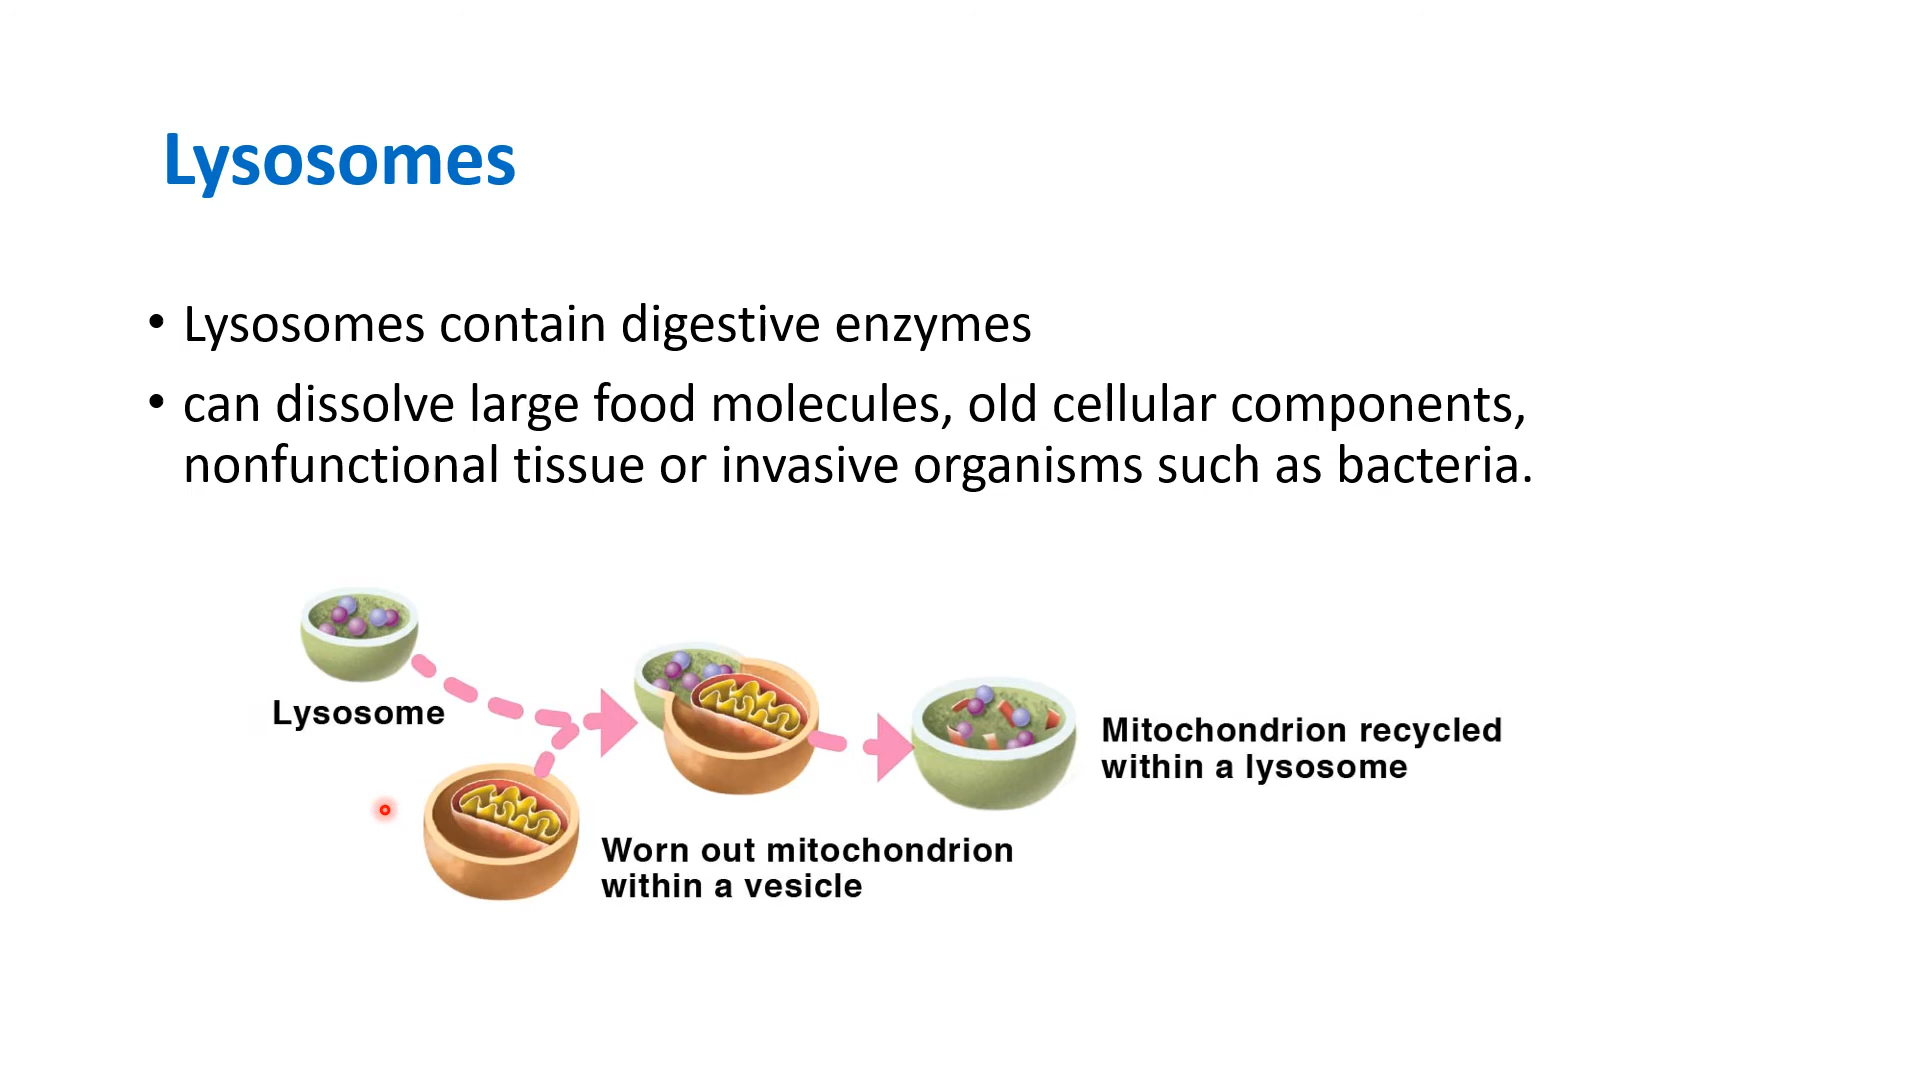 Lysosomes
• Lysosomes contain digestive enzymes
• can dissolve large food molecules, old cellular components,
nonfunctional tissue or invasive organisms such as bacteria.
Lysosome
Mitochondrion recycled
within a lysosome
Worn out mitochondrion
within a vesicle